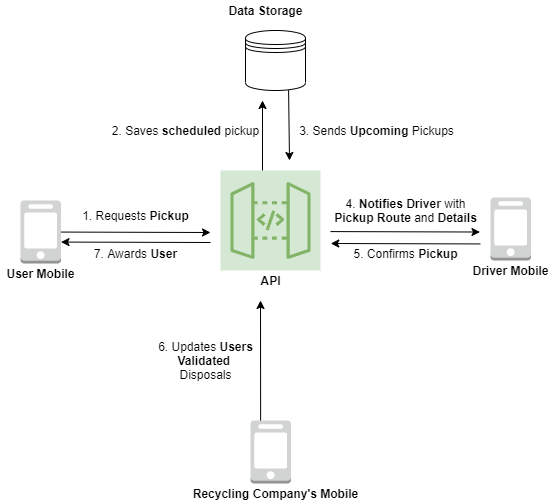 Data Storage
2. Saves scheduled pickup
3. Sends Upcoming Pickups
1. Requests Pickup
4. Notifies Driver with
Pickup Route and Details
7. Awards User
5. Confirms Pickup
User Mobile
Driver Mobile
</>
API
6. Updates Users
Validated
Disposals
Recycling Company's Mobile